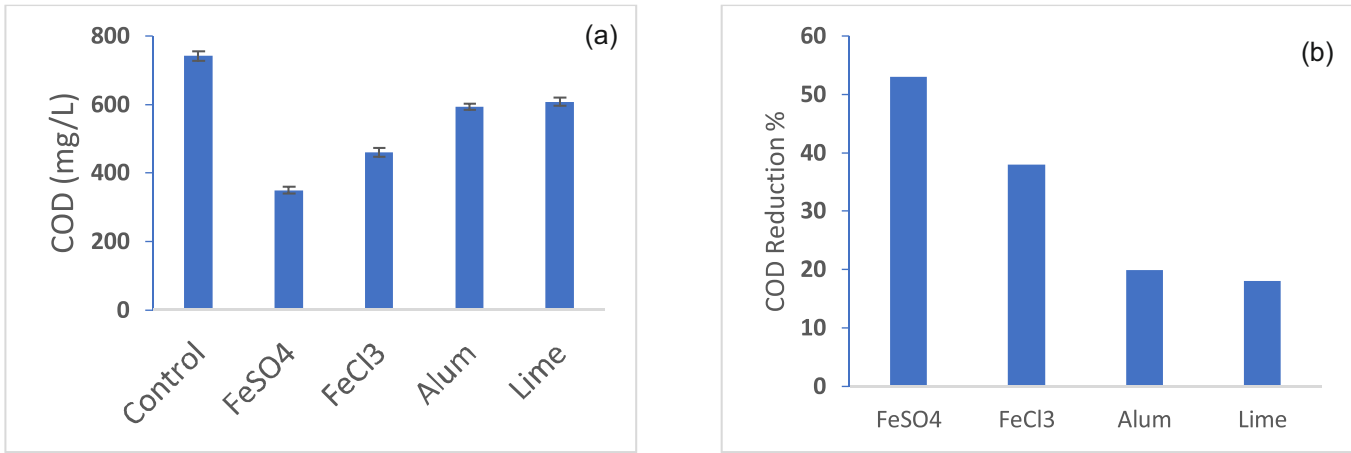 (a)
COD (mg/L)
800
600
400
200
0
Control
FeSO4
FeCl3
Alum
Lime
(b)
COD Reduction %
60
50
40
30
20
10
0
FeSO4
FeCl3
Alum
Lime